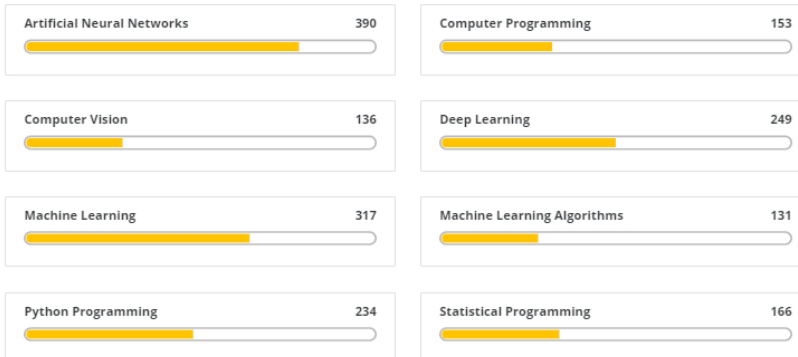 Artificial Neural Networks 390
Computer Programming 153
Computer Vision 136
Deep Learning 249
Machine Learning 317
Machine Learning Algorithms 131
Python Programming 234
Statistical Programming 166